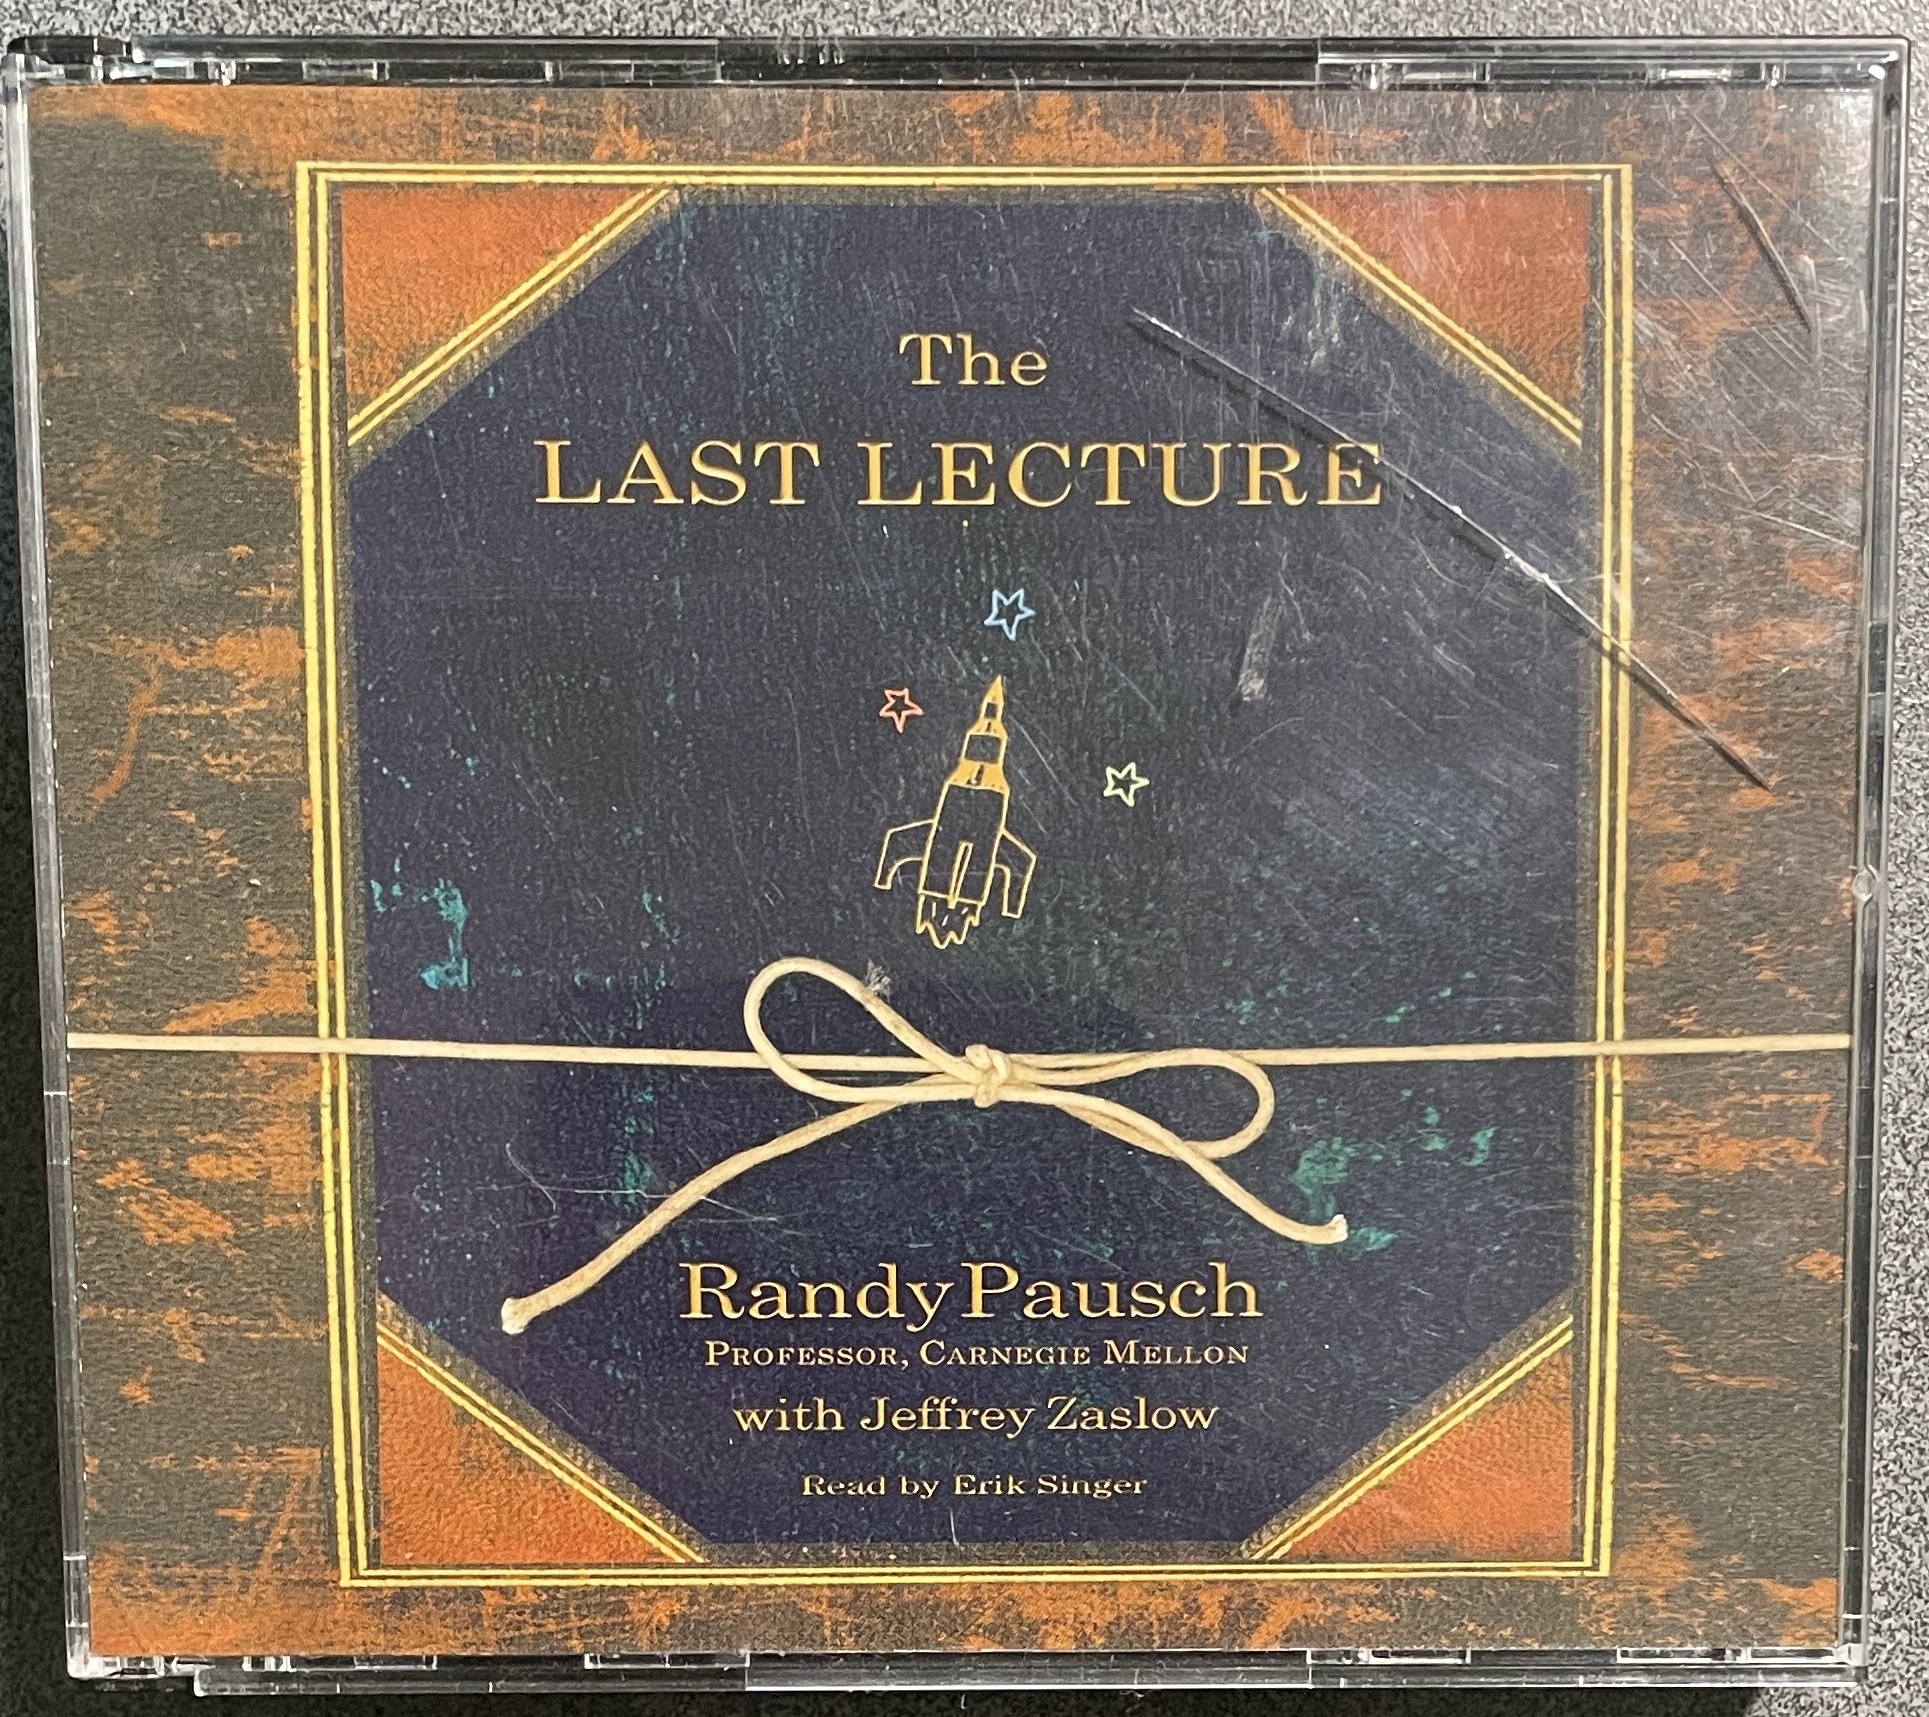 The
LAST LECTURE
Randy Pausch
PROFESSOR, CARNEGIE MELLON
with Jeffrey Zaslow
Read by Erik Singer